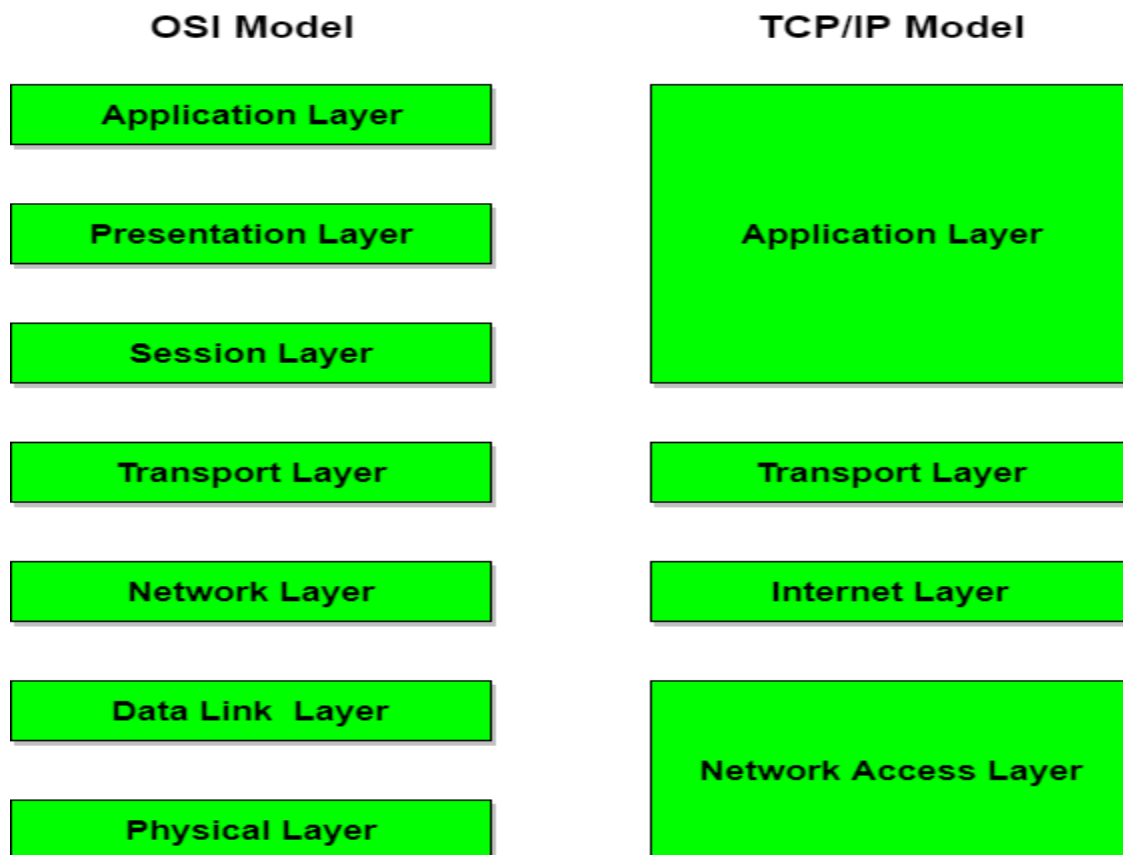 OSI Model
Application Layer
Presentation Layer
Session Layer
Transport Layer
Network Layer
Data Link  Layer
Physical Layer
TCP/IP Model
Application Layer
Transport Layer
Internet Layer
Network Access Layer